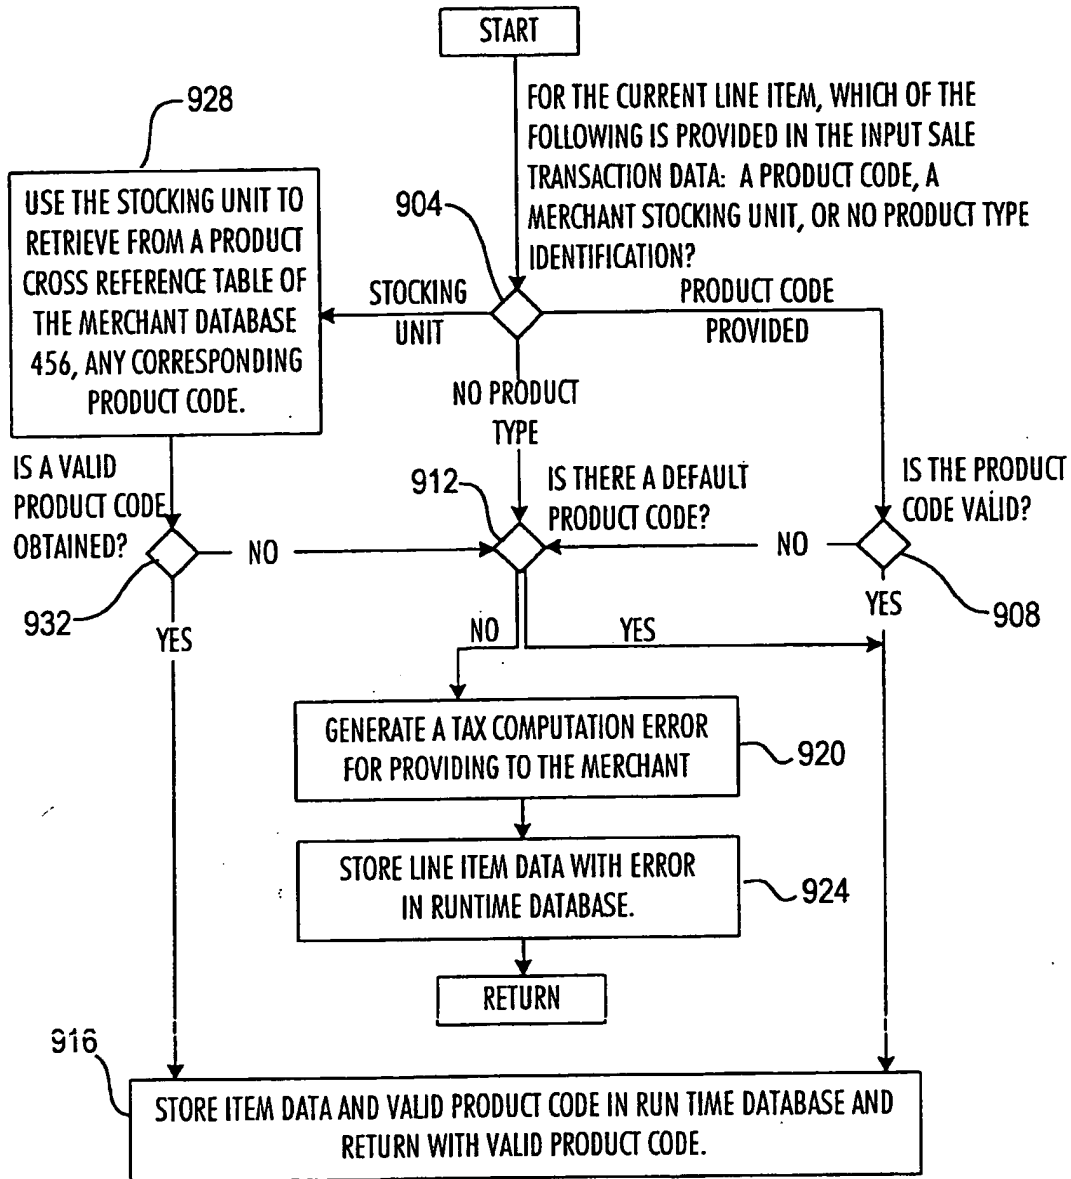 START
FOR THE CURRENT LINE ITEM, WHICH OF THE
FOLLOWING IS PROVIDED IN THE INPUT SALE
TRANSACTION DATA: A PRODUCT CODE, A
MERCHANT STOCKING UNIT, OR NO PRODUCT TYPE
IDENTIFICATION?
928
USE THE STOCKING UNIT TO
RETRIEVE FROM A PRODUCT
CROSS REFERENCE TABLE OF
THE MERCHANT DATABASE
456, ANY CORRESPONDING
PRODUCT CODE.
904
STOCKING
UNIT
PRODUCT CODE
PROVIDED
NO PRODUCT
TYPE
IS A VALID
PRODUCT CODE
OBTAINED?
912
IS THERE A DEFAULT
PRODUCT CODE?
IS THE PRODUCT
CODE VALID?
NO
NO
932
YES
NO
YES
YES
908
GENERATE A TAX COMPUTATION ERROR
FOR PROVIDING TO THE MERCHANT
920
STORE LINE ITEM DATA WITH ERROR
IN RUNTIME DATABASE.
924
RETURN
916
STORE ITEM DATA AND VALID PRODUCT CODE IN RUN TIME DATABASE AND
RETURN WITH VALID PRODUCT CODE.